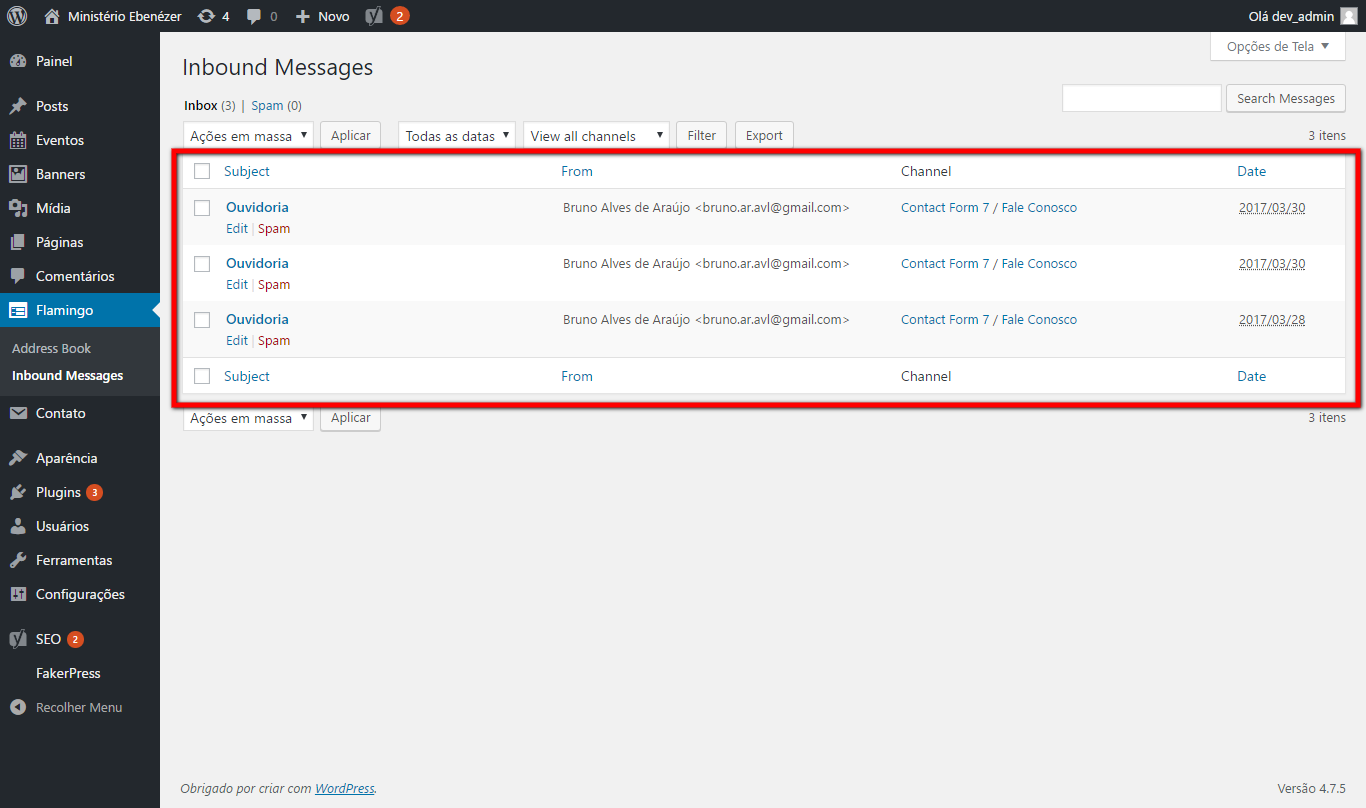 Ministério Ebenézer 4 0 Novo 2 Olá dev_admin
Painel
Posts
Eventos
Banners
Mídia
Páginas
Comentários
Flamingo
Address Book
Inbound Messages
Contato
Aparência
Plugins 3
Usuários
Ferramentas
Configurações
SEO 2
FakerPress
Recolher Menu
Opções de Tela ▼
Inbound Messages
Inbox (3) | Spam (0)
Search Messages
Ações em massa ▼ Aplicar Todas as datas ▼ View all channels ▼ Filter Export 3 itens
Subject From Channel Date
Ouvidoria Bruno Alves de Araújo <bruno.ar.avl@gmail.com> Contact Form 7 / Fale Conosco 2017/03/30
Edit | Spam
Ouvidoria Bruno Alves de Araújo <bruno.ar.avl@gmail.com> Contact Form 7 / Fale Conosco 2017/03/30
Edit | Spam
Ouvidoria Bruno Alves de Araújo <bruno.ar.avl@gmail.com> Contact Form 7 / Fale Conosco 2017/03/28
Edit | Spam
Subject From Channel Date
Ações em massa ▼ Aplicar 3 itens
Obrigado por criar com WordPress. Versão 4.7.5